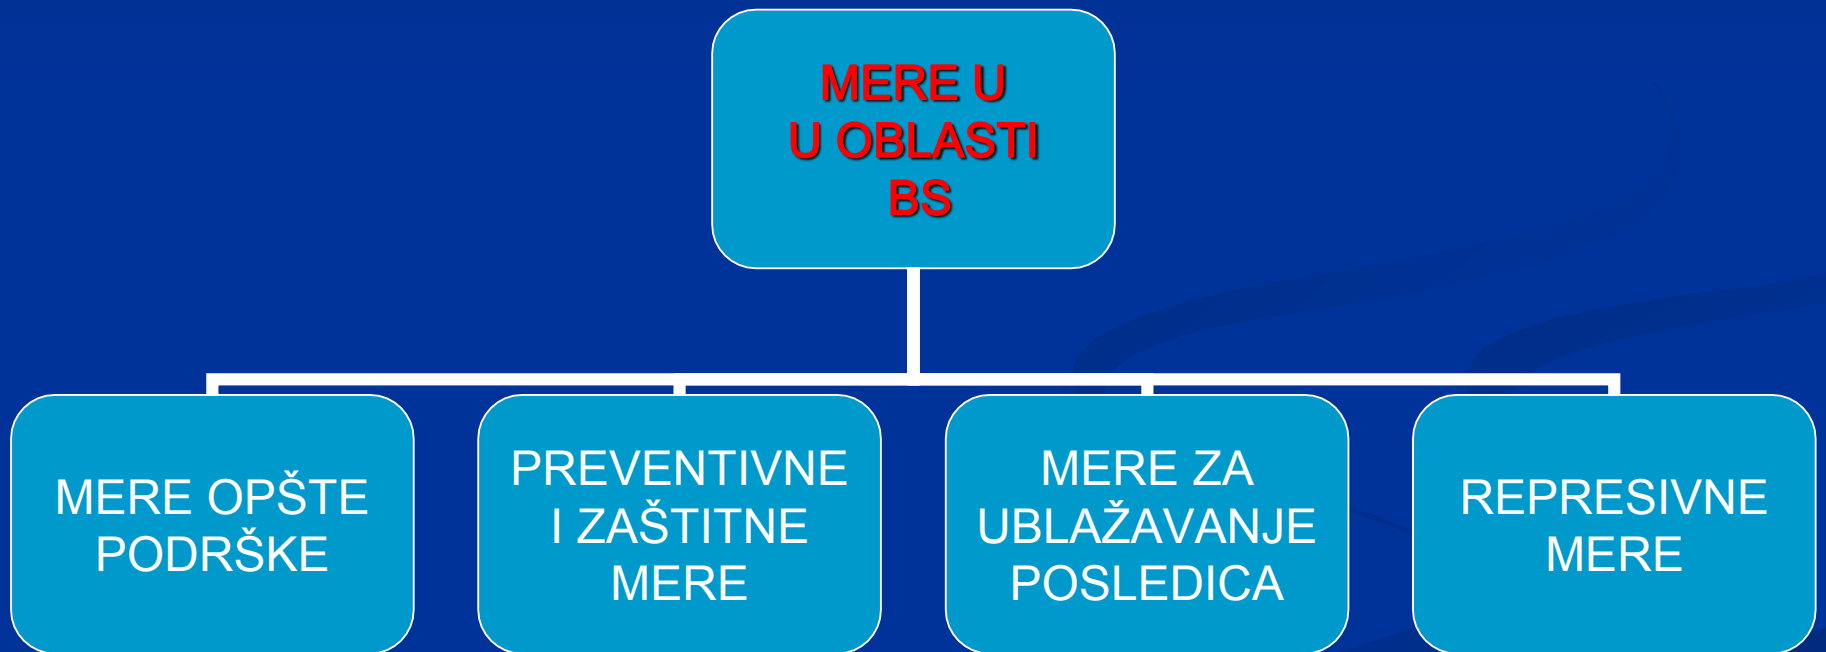 MERE U
U OBLASTI
BS
MERE OPŠTE
PODRŠKE
PREVENTIVNE
I ZAŠTITNE
MERE
MERE ZA
UBLAŽAVANJE
POSLEDICA
REPRESIVNE
MERE